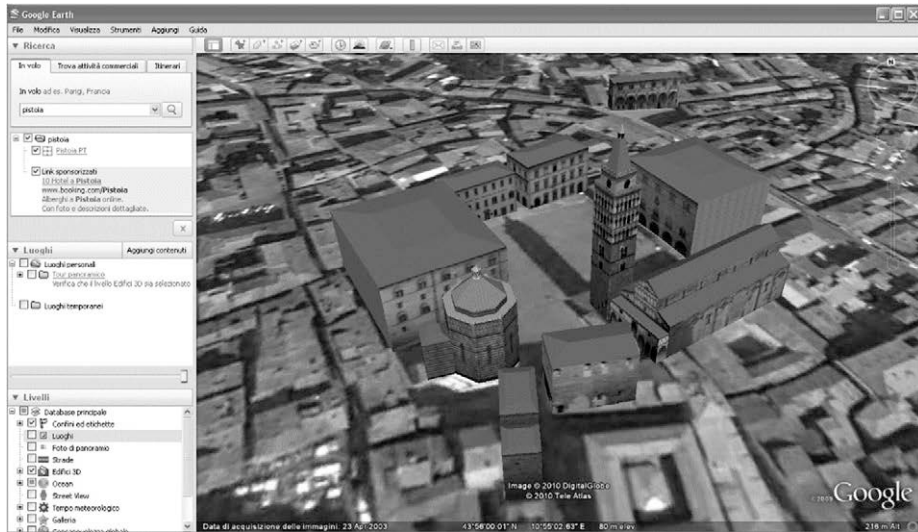 Google Earth
File Modifica Visualizza Strumenti Aggiungi Guida
Ricerca
In volo Trova attività commerciali Itinerari
In volo ad es. Parigi, Francia
pistoia
pistoia
Pistoia PT
Link sponsorizzati
10 Hotel a Pistoia
www.booking.com/Pistoia
Alberghi a Pistoia online.
Con foto e descrizioni dettagliate.
Luoghi Aggiungi contenuti
Luoghi personali
Tour panoramico
Verifica che il livello Edifici 3D sia selezionato
Luoghi temporanei
Livelli
Database principale
Confini ed etichette
Luoghi
Foto di panoramio
Strade
Edifici 3D
Ocean
Street View
Tempo meteorologico
Galleria
N
Image © 2010 DigitalGlobe
© 2010 Tele Atlas
Google
Data di acquisizione delle immagini: 23 Apr 2003 43°56'00.01" N 10°55'02.63" E 80 m elev 216 m Alt